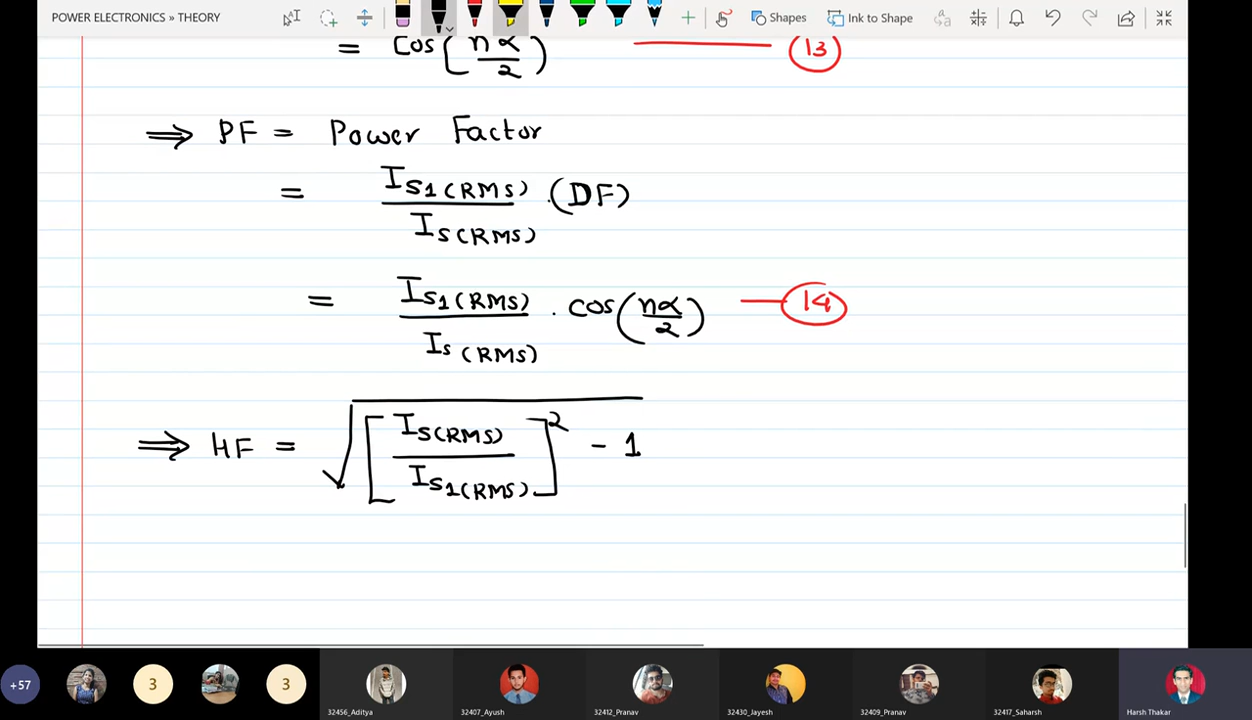 POWER ELECTRONICS » THEORY
Shapes
Ink to Shape
= Cos[nα/2] 13
⇒ PF = Power Factor
= IS1(RMS)/IS(RMS) .(DF)
= IS1(RMS)/IS(RMS) . cos(nα/2) 14
⇒ HF = √[IS(RMS)/IS1(RMS)]² - 1
+57
3
3
32456_Aditya
32407_Ayush
32412_Pranav
32430_Jayesh
32409_Pranav
32417_Saharsh
Harsh Thakar